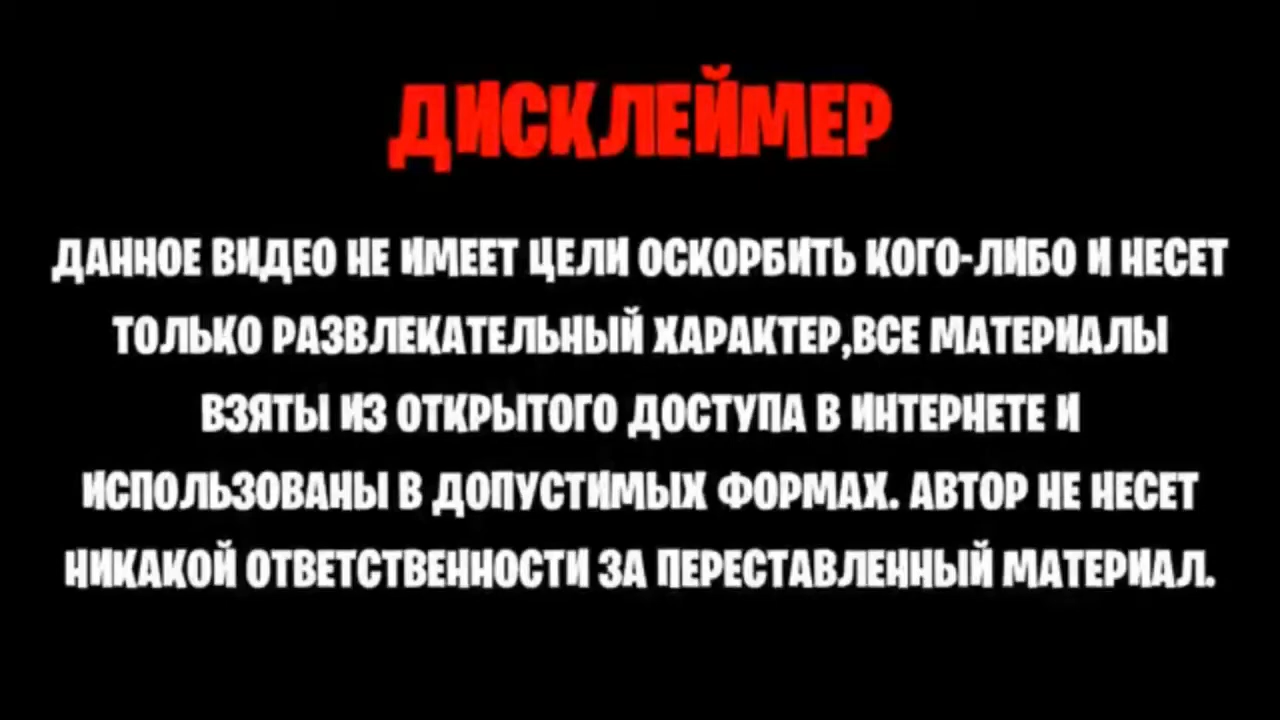 ДИСКЛЕЙМЕР
ДАННОЕ ВИДЕО НЕ ИМЕЕТ ЦЕЛИ ОСКОРБИТЬ КОГО-ЛИБО И НЕСЕТ
ТОЛЬКО РАЗВЛЕКАТЕЛЬНЫЙ ХАРАКТЕР,ВСЕ МАТЕРИАЛЫ
ВЗЯТЫ ИЗ ОТКРЫТОГО ДОСТУПА В ИНТЕРНЕТЕ И
ИСПОЛЬЗОВАНЫ В ДОПУСТИМЫХ ФОРМАХ. АВТОР НЕ НЕСЕТ
НИКАКОЙ ОТВЕТСТВЕННОСТИ ЗА ПЕРЕСТАВЛЕННЫЙ МАТЕРИАЛ.